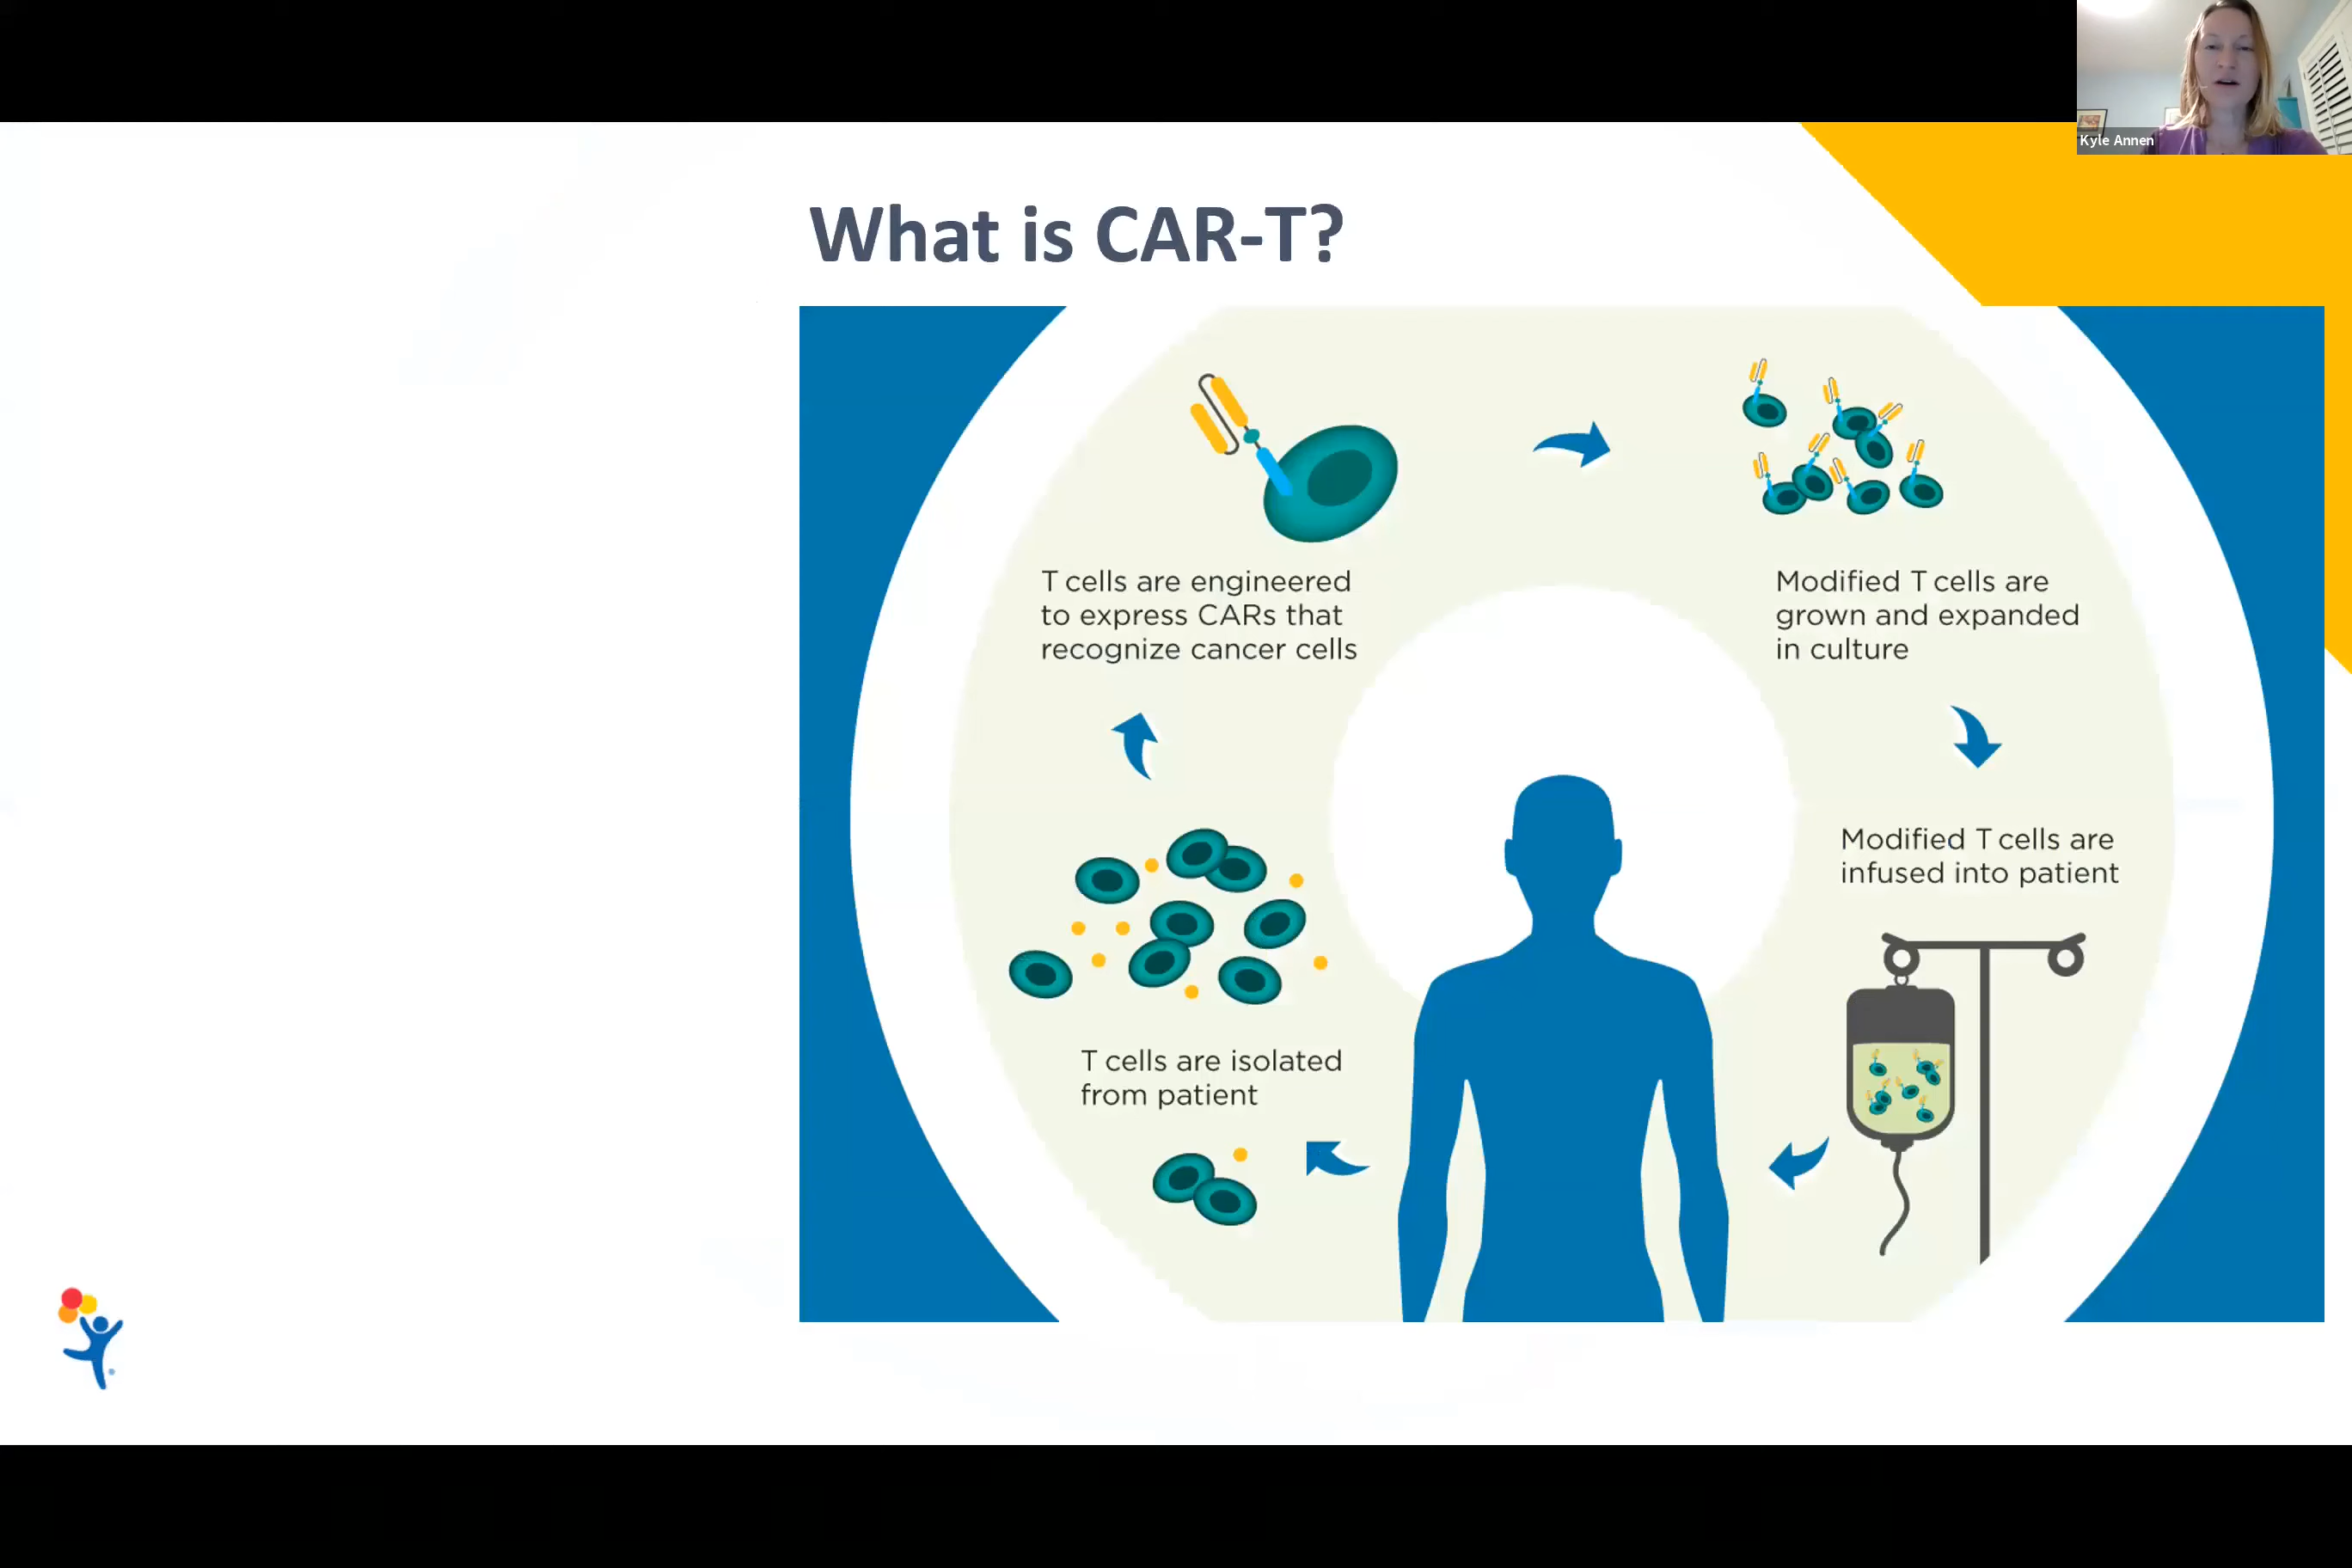 Kyle Annen
What is CAR-T?
T cells are engineered
to express CARs that
recognize cancer cells
Modified T cells are
grown and expanded
in culture
Modified T cells are
infused into patient
T cells are isolated
from patient